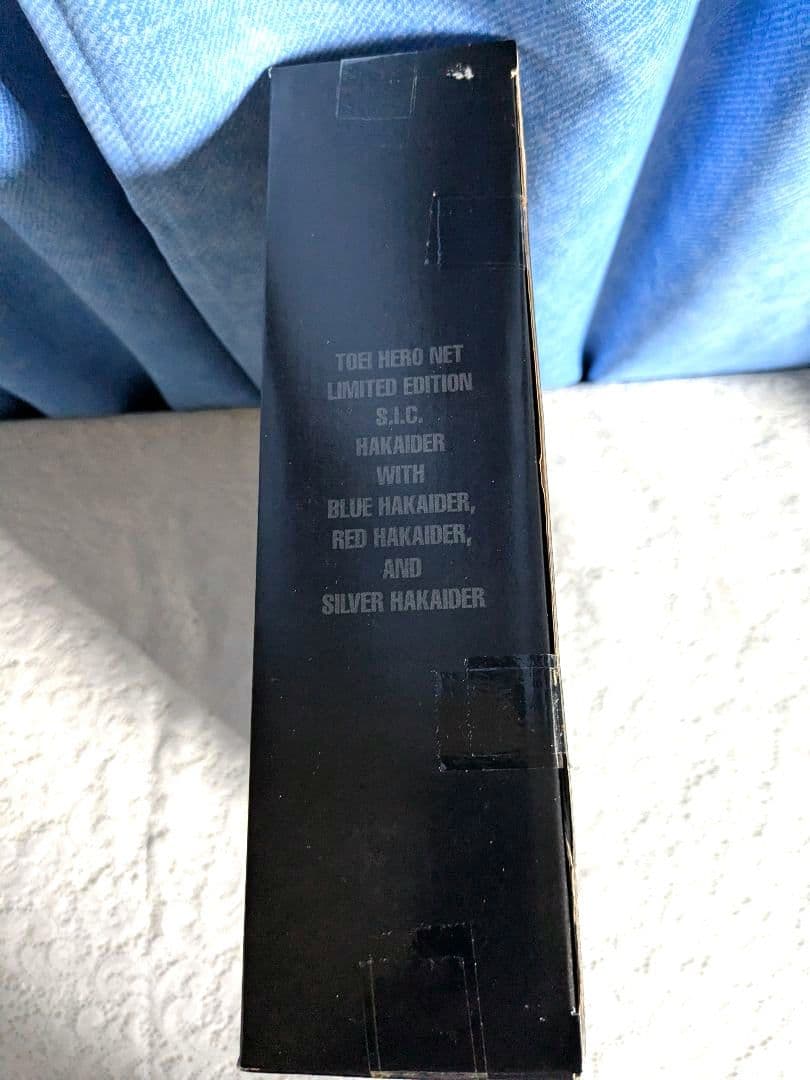 TOEI HERO NET
LIMITED EDITION
S.I.C.
HAKAIDER
WITH
BLUE HAKAIDER,
RED HAKAIDER,
AND
SILVER HAKAIDER